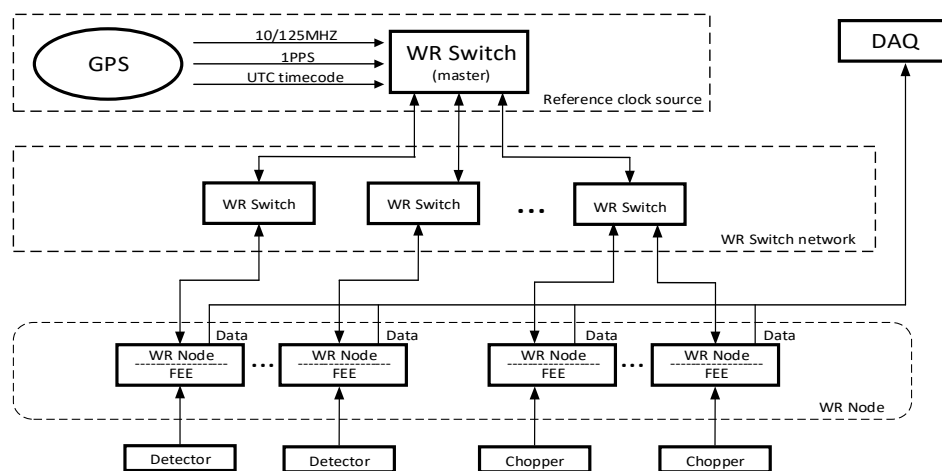 10/125MHZ
GPS
1PPS
UTC timecode
WR Switch
(master)
DAQ
Reference clock source
WR Switch
WR Switch
...
WR Switch
WR Switch network
Data
Data
Data
Data
WR Node
FEE
...
WR Node
FEE
WR Node
FEE
...
WR Node
FEE
WR Node
Detector
Detector
Chopper
Chopper